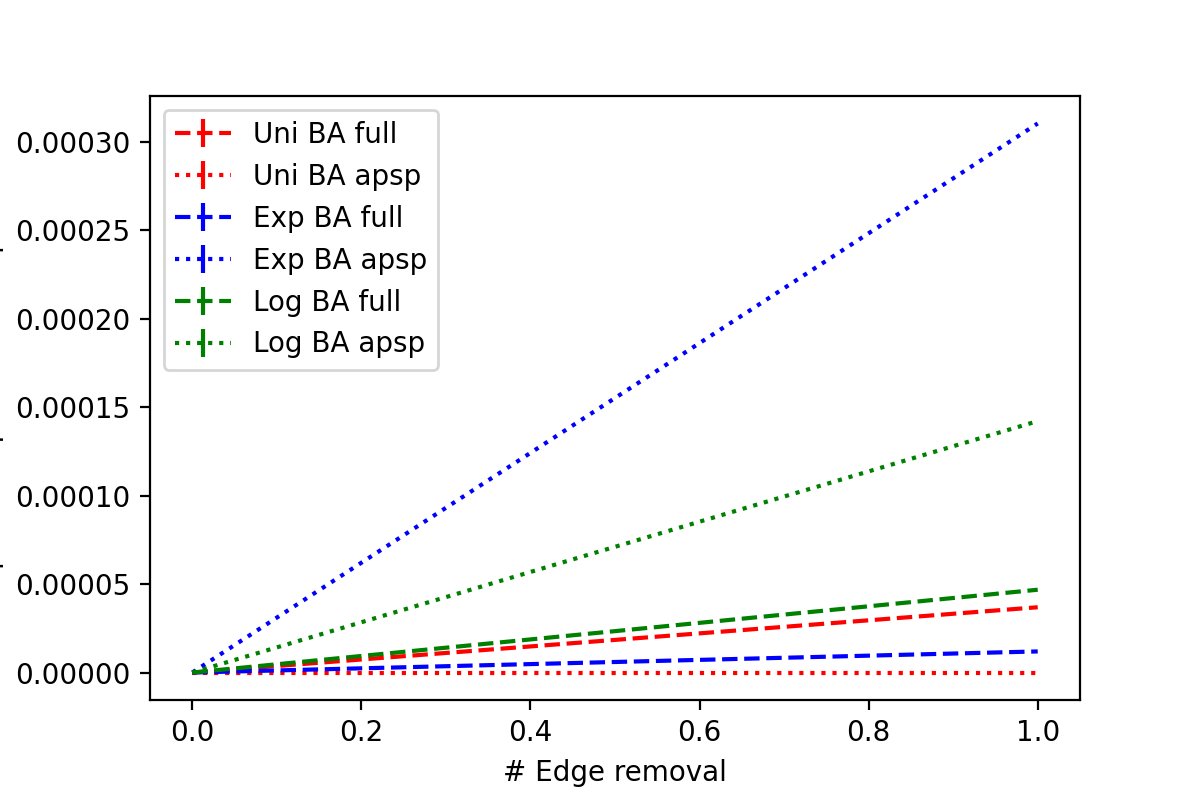 0.00030
0.00025
0.00020
0.00015
0.00010
0.00005
0.00000
Uni BA full
Uni BA apsp
Exp BA full
Exp BA apsp
Log BA full
Log BA apsp
0.0 0.2 0.4 0.6 0.8 1.0
# Edge removal